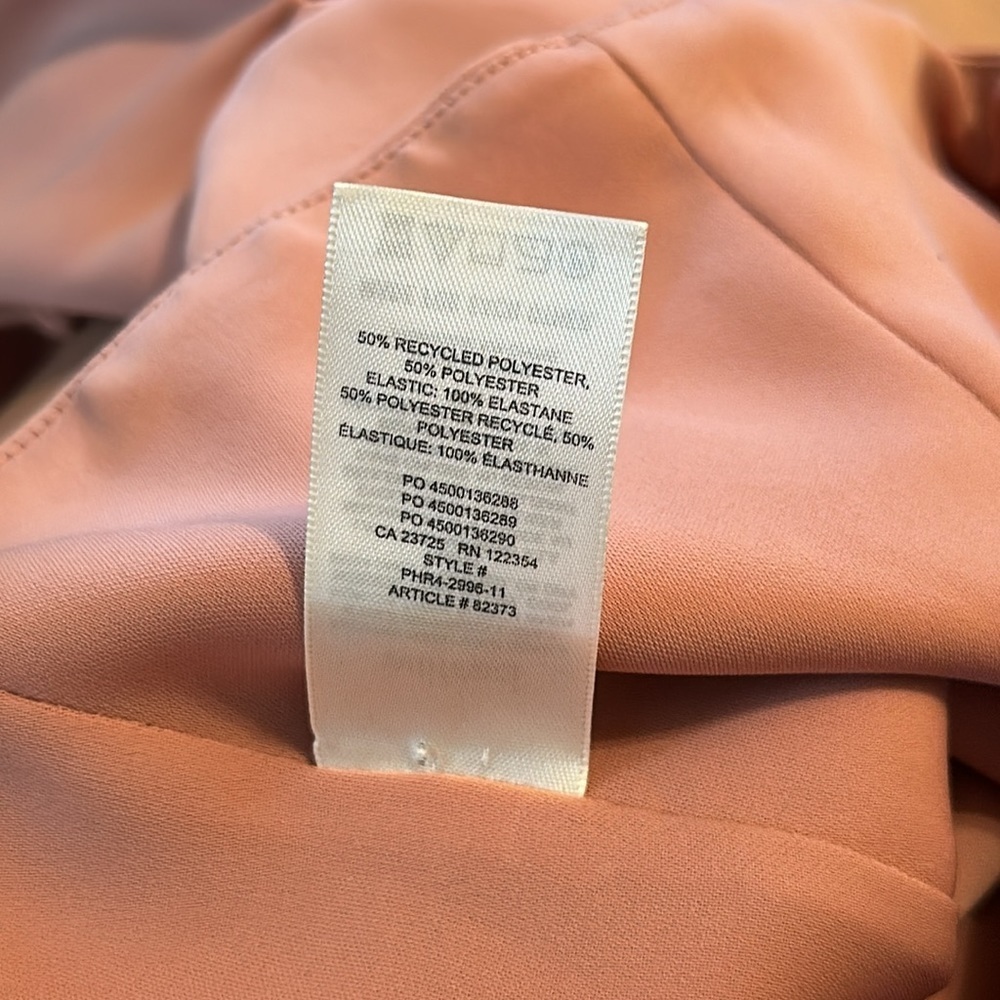 50% RECYCLED POLYESTER,
50% POLYESTER
ELASTIC: 100% ELASTANE
50% POLYESTER RECYCLÉ, 50%
POLYESTER
ÉLASTIQUE: 100% ÉLASTHANNE
PO 4500136288
PO 4500136289
PO 4500136290
CA 23725 RN 122354
STYLE #
PHR4-2996-11
ARTICLE # 82373